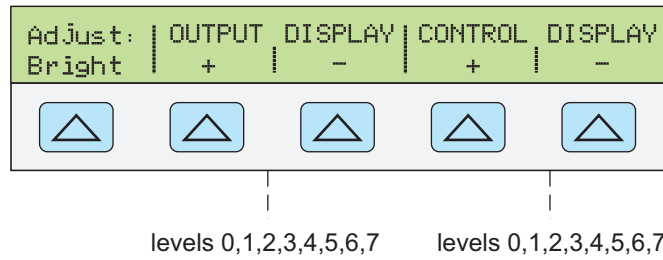 Adjust: OUTPUT DISPLAY CONTROL DISPLAY
Bright + - + -
levels 0,1,2,3,4,5,6,7 levels 0,1,2,3,4,5,6,7